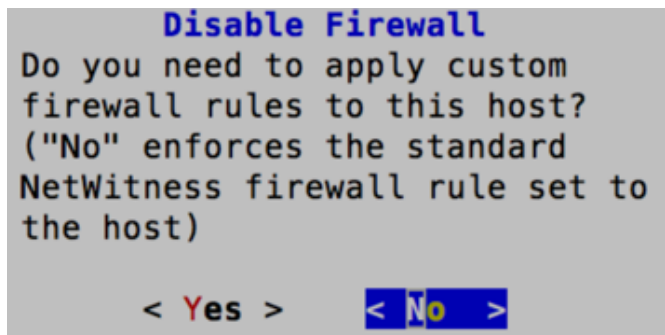 Disable Firewall
Do you need to apply custom
firewall rules to this host?
("No" enforces the standard
NetWitness firewall rule set to
the host)
< Yes > < No >